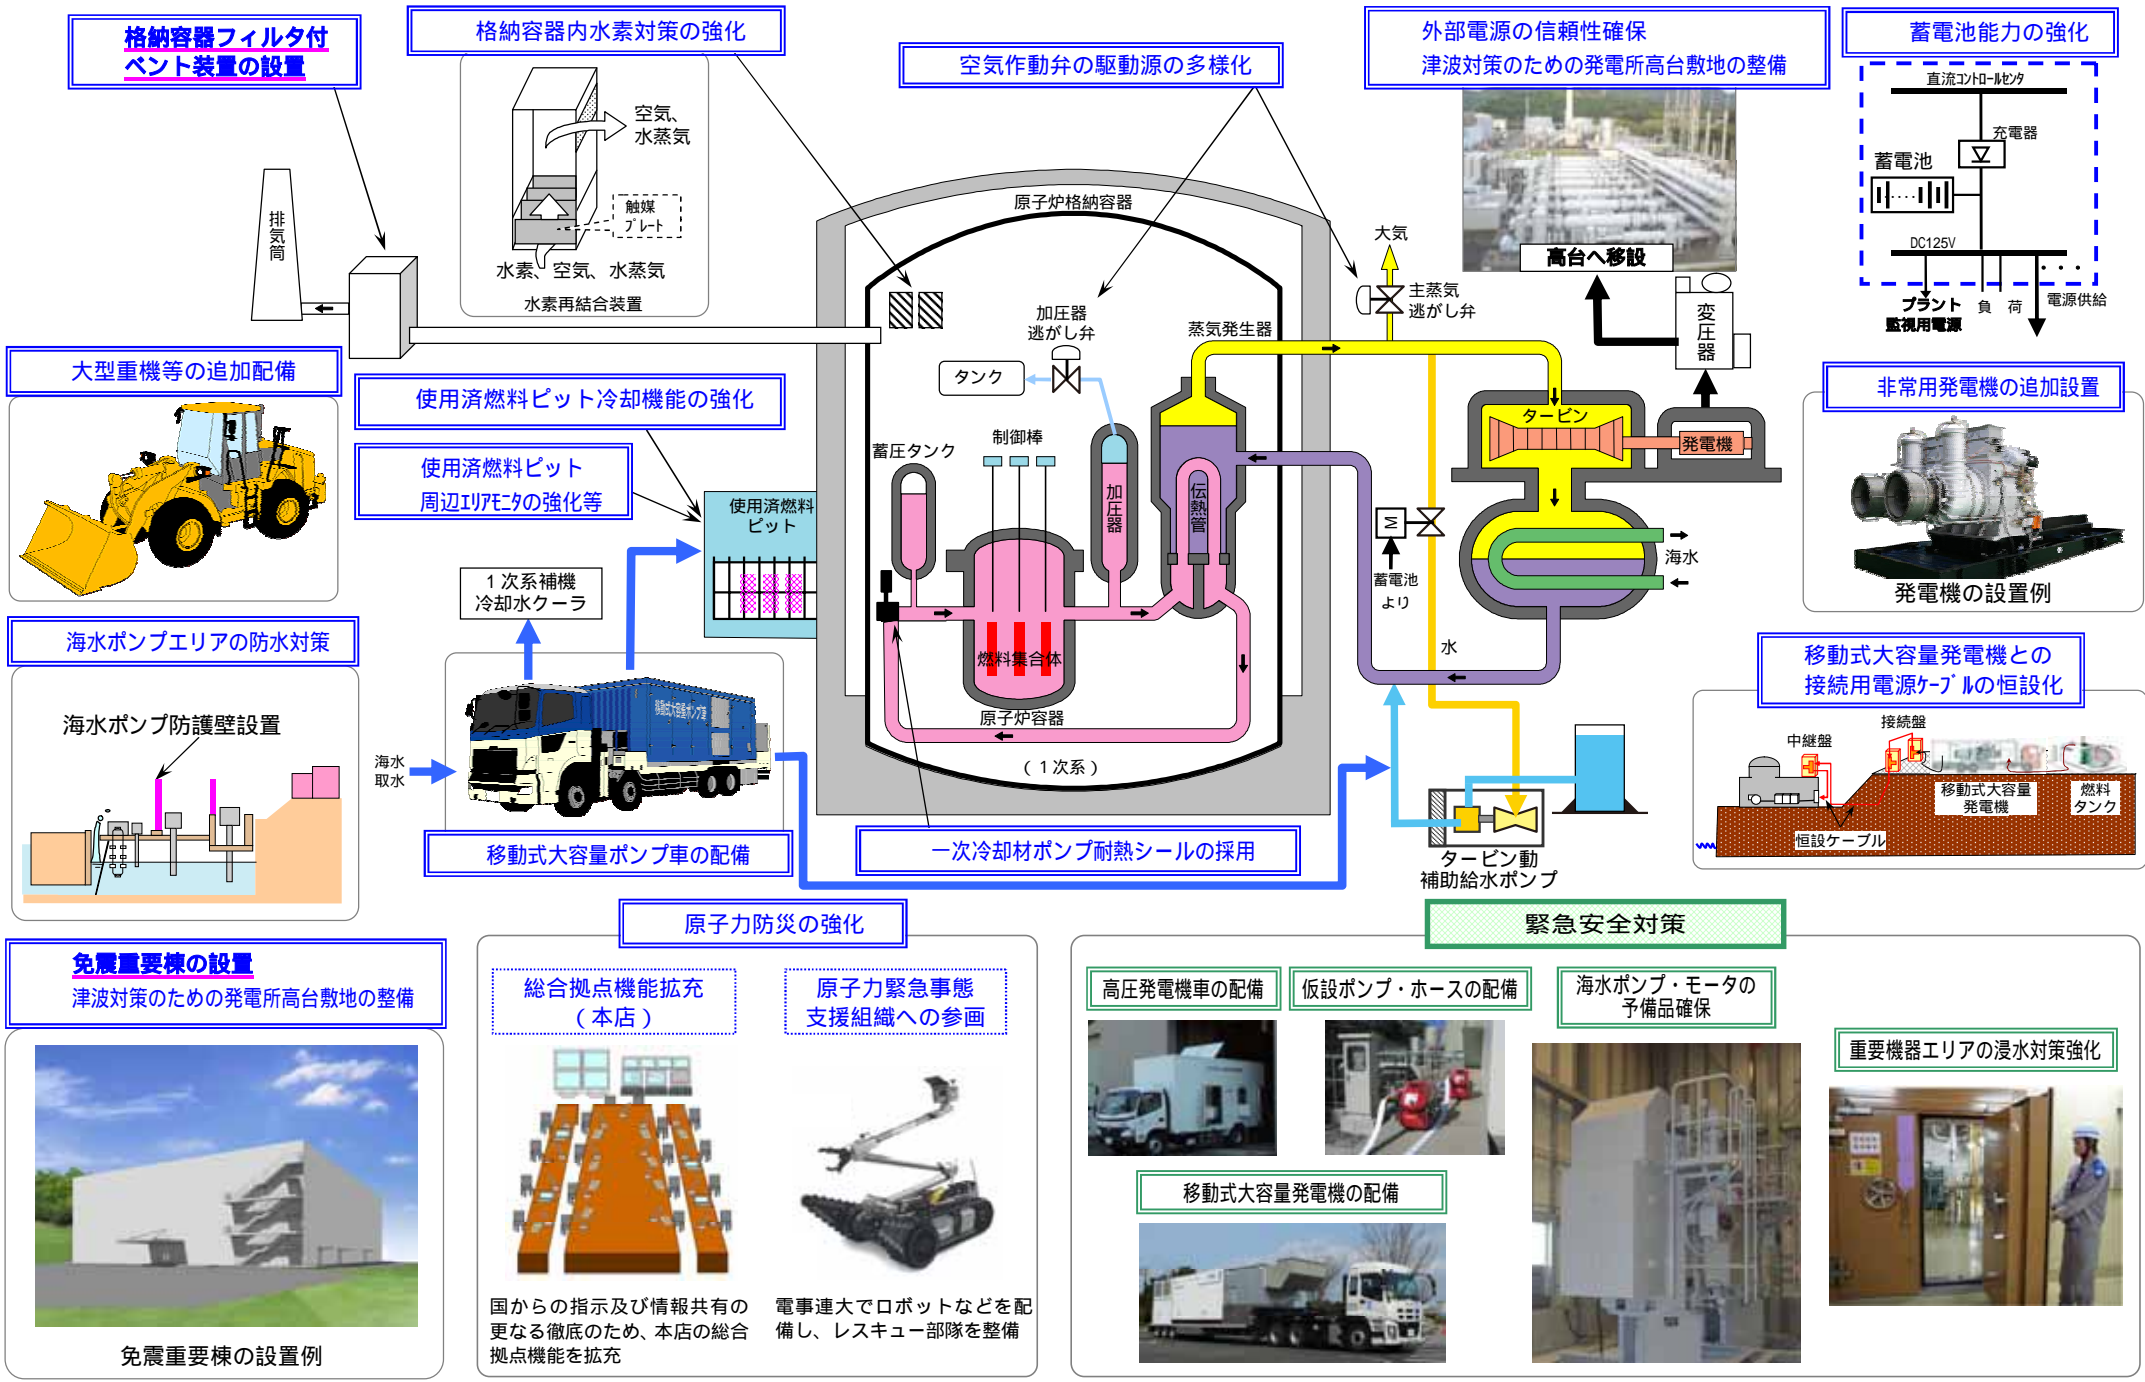 格納容器フィルタ付
ベント装置の設置
格納容器内水素対策の強化
空気、
水蒸気
触媒
プレート
水素、空気、水蒸気
水素再結合装置
空気作動弁の駆動源の多様化
外部電源の信頼性確保
津波対策のための発電所高台敷地の整備
高台へ移設
蓄電池能力の強化
直流コントロールセンタ
充電器
蓄電池
DC125V
プラント
監視用電源
負 荷
電源供給
排気筒
原子炉格納容器
大気
主蒸気
逃がし弁
加圧器
逃がし弁
蒸気発生器
タンク
変圧器
大型重機等の追加配備
使用済燃料ピット冷却機能の強化
使用済燃料ピット
周辺エリアモニタの強化等
使用済燃料
ピット
蓄圧タンク
制御棒
加圧器
伝熱管
タービン
発電機
海水
M
蓄電池
より
水
燃料集合体
原子炉容器
(1次系)
非常用発電機の追加設置
発電機の設置例
1次系補機
冷却水クーラ
海水ポンプエリアの防水対策
海水ポンプ防護壁設置
海水
取水
移動式大容量ポンプ車
移動式大容量ポンプ車の配備
一次冷却材ポンプ耐熱シールの採用
タービン動
補助給水ポンプ
移動式大容量発電機との
接続用電源ケーブルの恒設化
接続盤
中継盤
移動式大容量
発電機
燃料
タンク
恒設ケーブル
免震重要棟の設置
津波対策のための発電所高台敷地の整備
免震重要棟の設置例
原子力防災の強化
総合拠点機能拡充
(本店)
国からの指示及び情報共有の
更なる徹底のため、本店の総合
拠点機能を拡充
原子力緊急事態
支援組織への参画
電事連大でロボットなどを配
備し、レスキュー部隊を整備
緊急安全対策
高圧発電機車の配備
仮設ポンプ・ホースの配備
海水ポンプ・モータの
予備品確保
重要機器エリアの浸水対策強化
移動式大容量発電機の配備